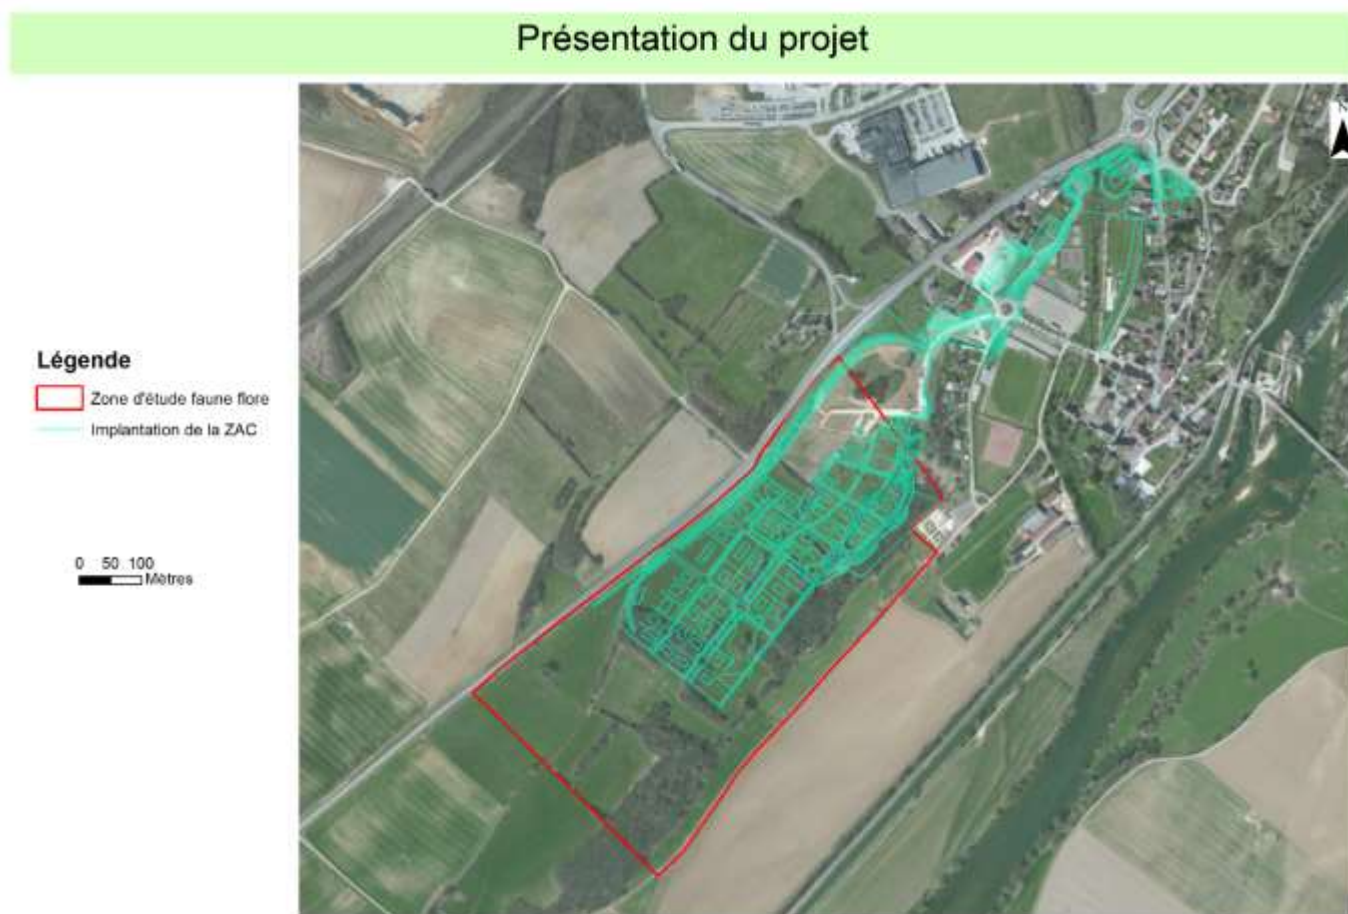 Présentation du projet
N
Légende
Zone d'étude faune flore
Implantation de la ZAC
0 50 100
Mètres